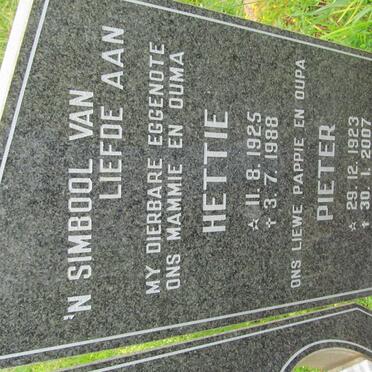 'N SIMBOOL VAN
LIEFDE AAN
MY DIERBARE EGGENOTE
ONS MAMMIE EN OUMA
HETTIE
☆ 11.8.1925
✝ 3.7.1988
ONS LIEWE PAPPIE EN OUPA
PIETER
☆ 29.12.1923
✝ 30.1.2007